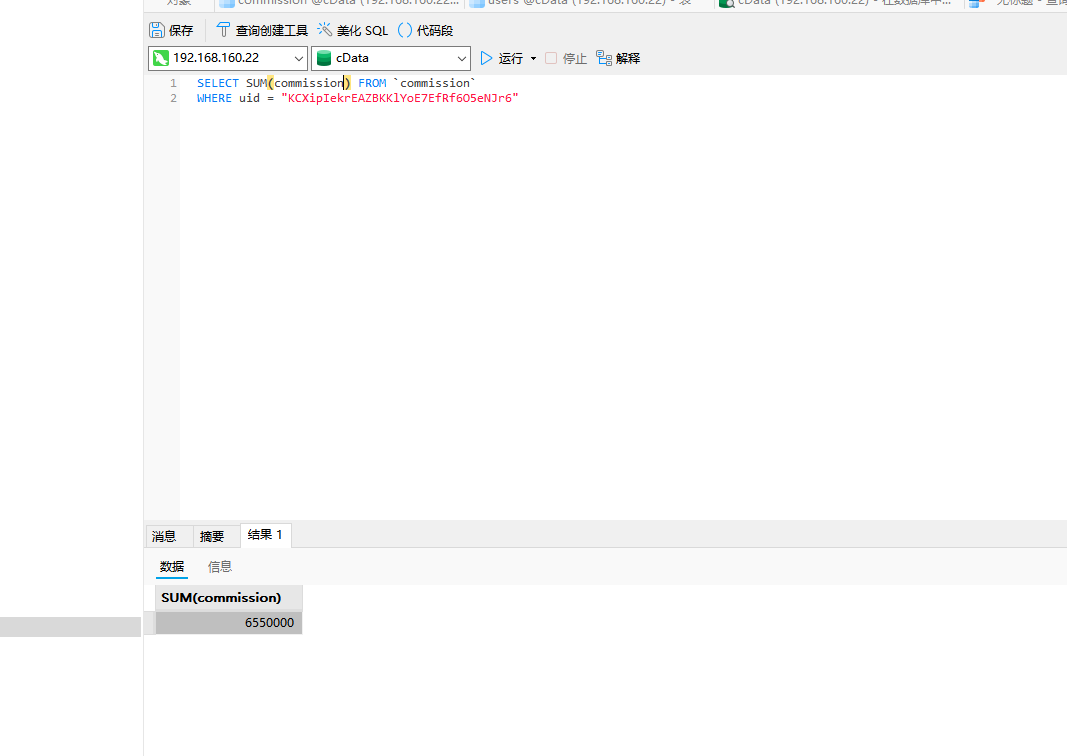 对象 commission @cData (192.168.160.22... users @cData (192.168.160.22) - 表 cData (192.168.160.22) - 在数据库中... 无标题 - 查询
保存 查询创建工具 美化 SQL () 代码段
192.168.160.22 cData 运行 停止 解释
1 SELECT SUM(commission) FROM `commission`
2 WHERE uid = "KCXipIekrEAZBKKlYoE7EfRf6O5eNJr6"
消息 摘要 结果 1
数据 信息
SUM(commission)
6550000